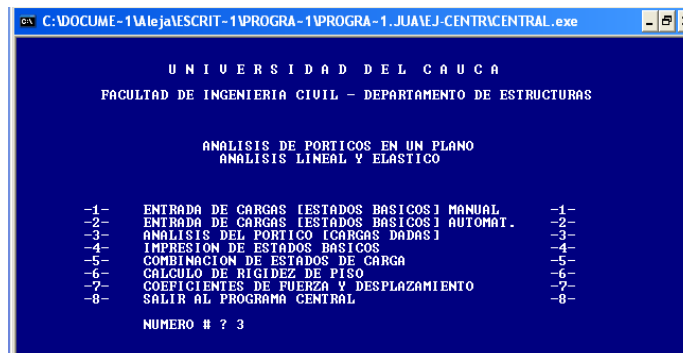 C:\DOCUME~1\Aleja\ESCRIT~1\PROGRA~1\PROGRA~1.JUA\EJ-CENTR\CENTRAL.exe
U N I V E R S I D A D D E L C A U C A
FACULTAD DE INGENIERIA CIVIL - DEPARTAMENTO DE ESTRUCTURAS
ANALISIS DE PORTICOS EN UN PLANO
ANALISIS LINEAL Y ELASTICO
-1- ENTRADA DE CARGAS [ESTADOS BASICOS] MANUAL -1-
-2- ENTRADA DE CARGAS [ESTADOS BASICOS] AUTOMAT. -2-
-3- ANALISIS DEL PORTICO [CARGAS DADAS] -3-
-4- IMPRESION DE ESTADOS BASICOS -4-
-5- COMBINACION DE ESTADOS DE CARGA -5-
-6- CALCULO DE RIGIDEZ DE PISO -6-
-7- COEFICIENTES DE FUERZA Y DESPLAZAMIENTO -7-
-8- SALIR AL PROGRAMA CENTRAL -8-
NUMERO # ? 3